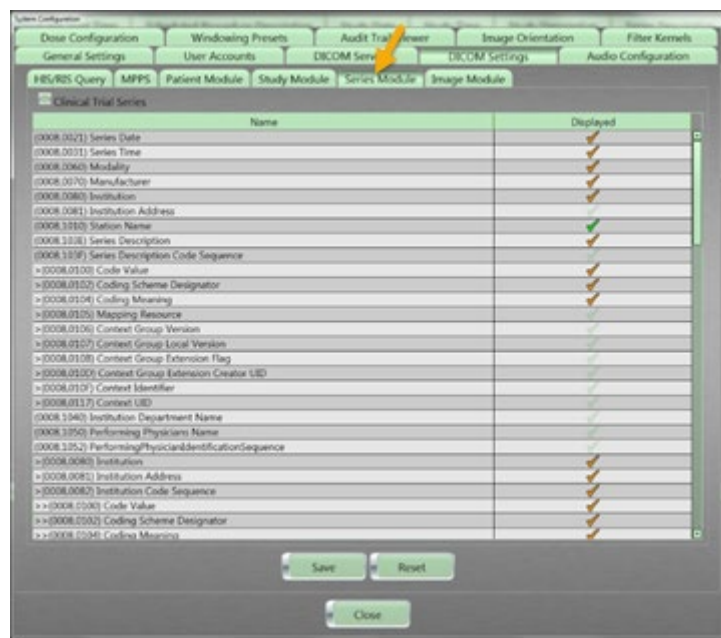 System Configuration
Dose Configuration Windowing Presets Audit Trail Viewer Image Orientation Filter Kernels
General Settings User Accounts DICOM DICOM Settings Audio Configuration
HIS/RIS Query MPPS Patient Module Study Module Series Module Image Module
Clinical Trial Series
Name Displayed
(0008,0021) Series Date
(0008,0031) Series Time
(0008,0060) Modality
(0008,0070) Manufacturer
(0008,0080) Institution
(0008,0081) Institution Address
(0008,1010) Station Name
(0008,103E) Series Description
(0008,103F) Series Description Code Sequence
>(0008,0100) Code Value
>(0008,0102) Coding Scheme Designator
>(0008,0104) Coding Meaning
>(0008,0105) Mapping Resource
>(0008,0106) Context Group Version
>(0008,0107) Context Group Local Version
>(0008,010B) Context Group Extension Flag
>(0008,010D) Context Group Extension Creator UID
>(0008,010F) Context Identifier
>(0008,0117) Context UID
(0008,1040) Institution Department Name
(0008,1050) Performing Physicians Name
(0008,1052) PerformingPhysicianIdentificationSequence
>(0008,0080) Institution
>(0008,0081) Institution Address
>(0008,0082) Institution Code Sequence
>>(0008,0100) Code Value
>>(0008,0102) Coding Scheme Designator
>>(0008,0104) Coding Meaning
Save Reset
Close